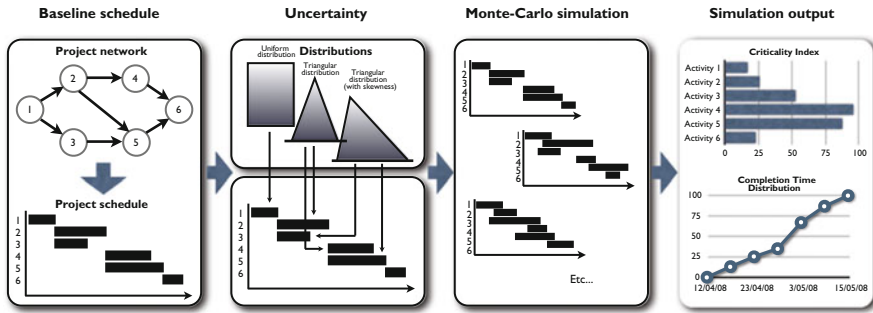 Baseline schedule
Uncertainty
Monte-Carlo simulation
Simulation output
Project network
1
2
3
4
5
6
Project schedule
1
2
3
4
5
6
Distributions
Uniform
distribution
Triangular
distribution
Triangular
distribution
(with skewness)
1
2
3
4
5
6
1
2
3
4
5
6
1
2
3
4
5
6
1
2
3
4
5
6
Etc...
Criticality Index
Activity 1
Activity 2
Activity 3
Activity 4
Activity 5
Activity 6
0 25 50 75 100
Completion Time
Distribution
100
75
50
25
0
12/04/08 23/04/08 3/05/08 15/05/08